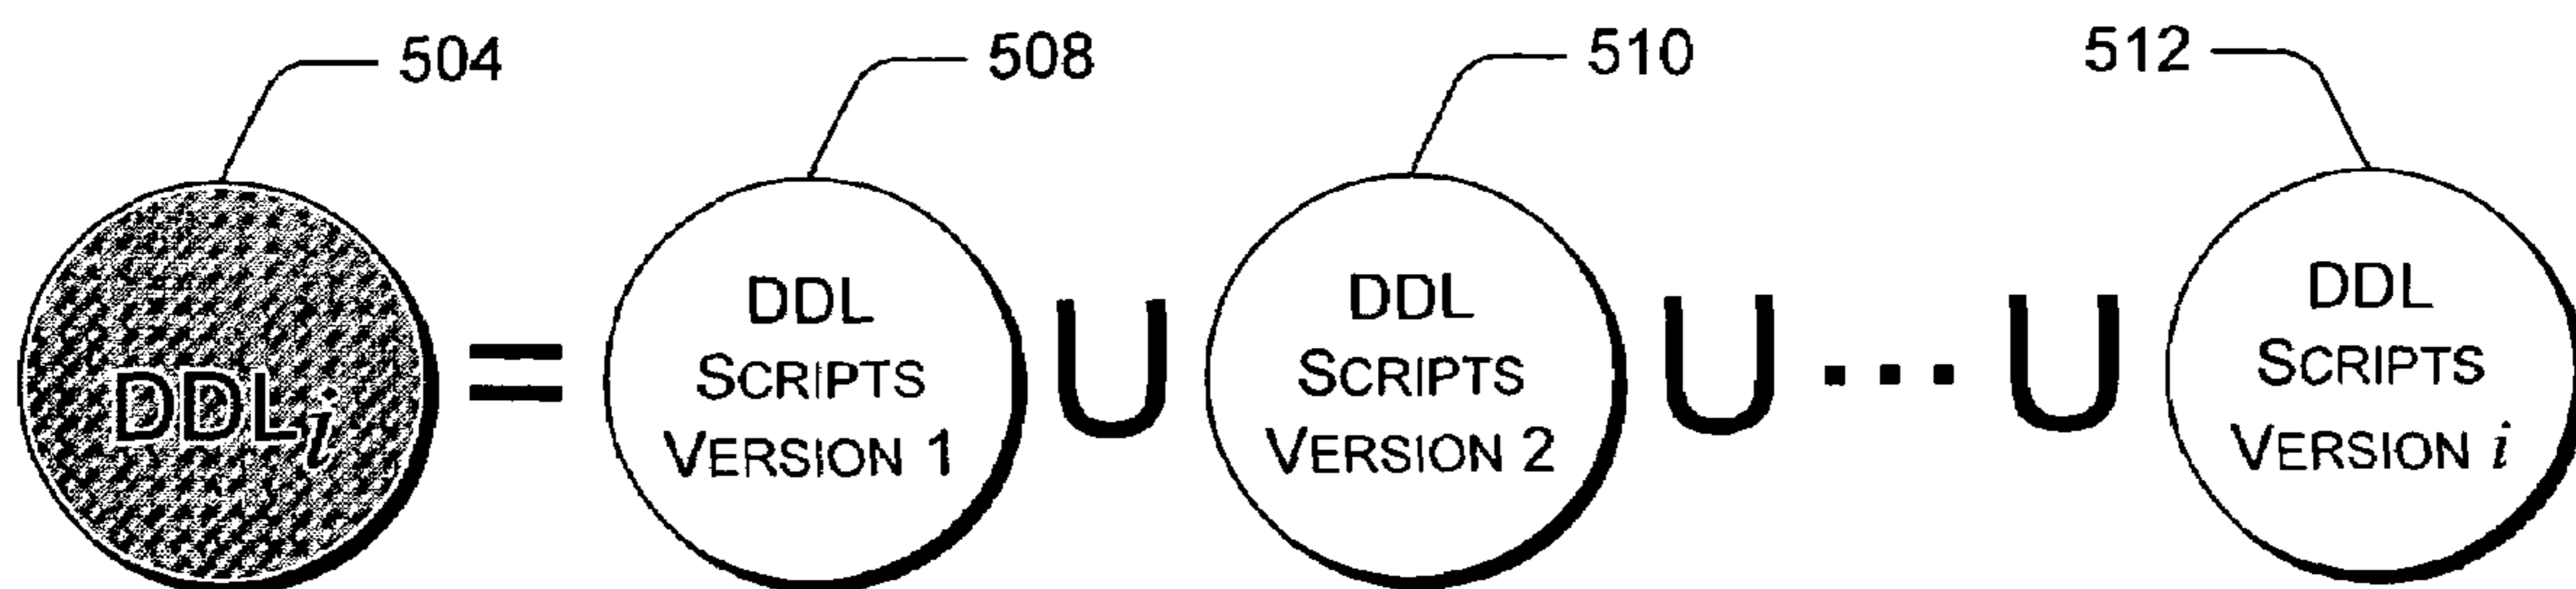 504 508 510 512
DDLi = DDL SCRIPTS VERSION 1 U DDL SCRIPTS VERSION 2 U ... U DDL SCRIPTS VERSION i